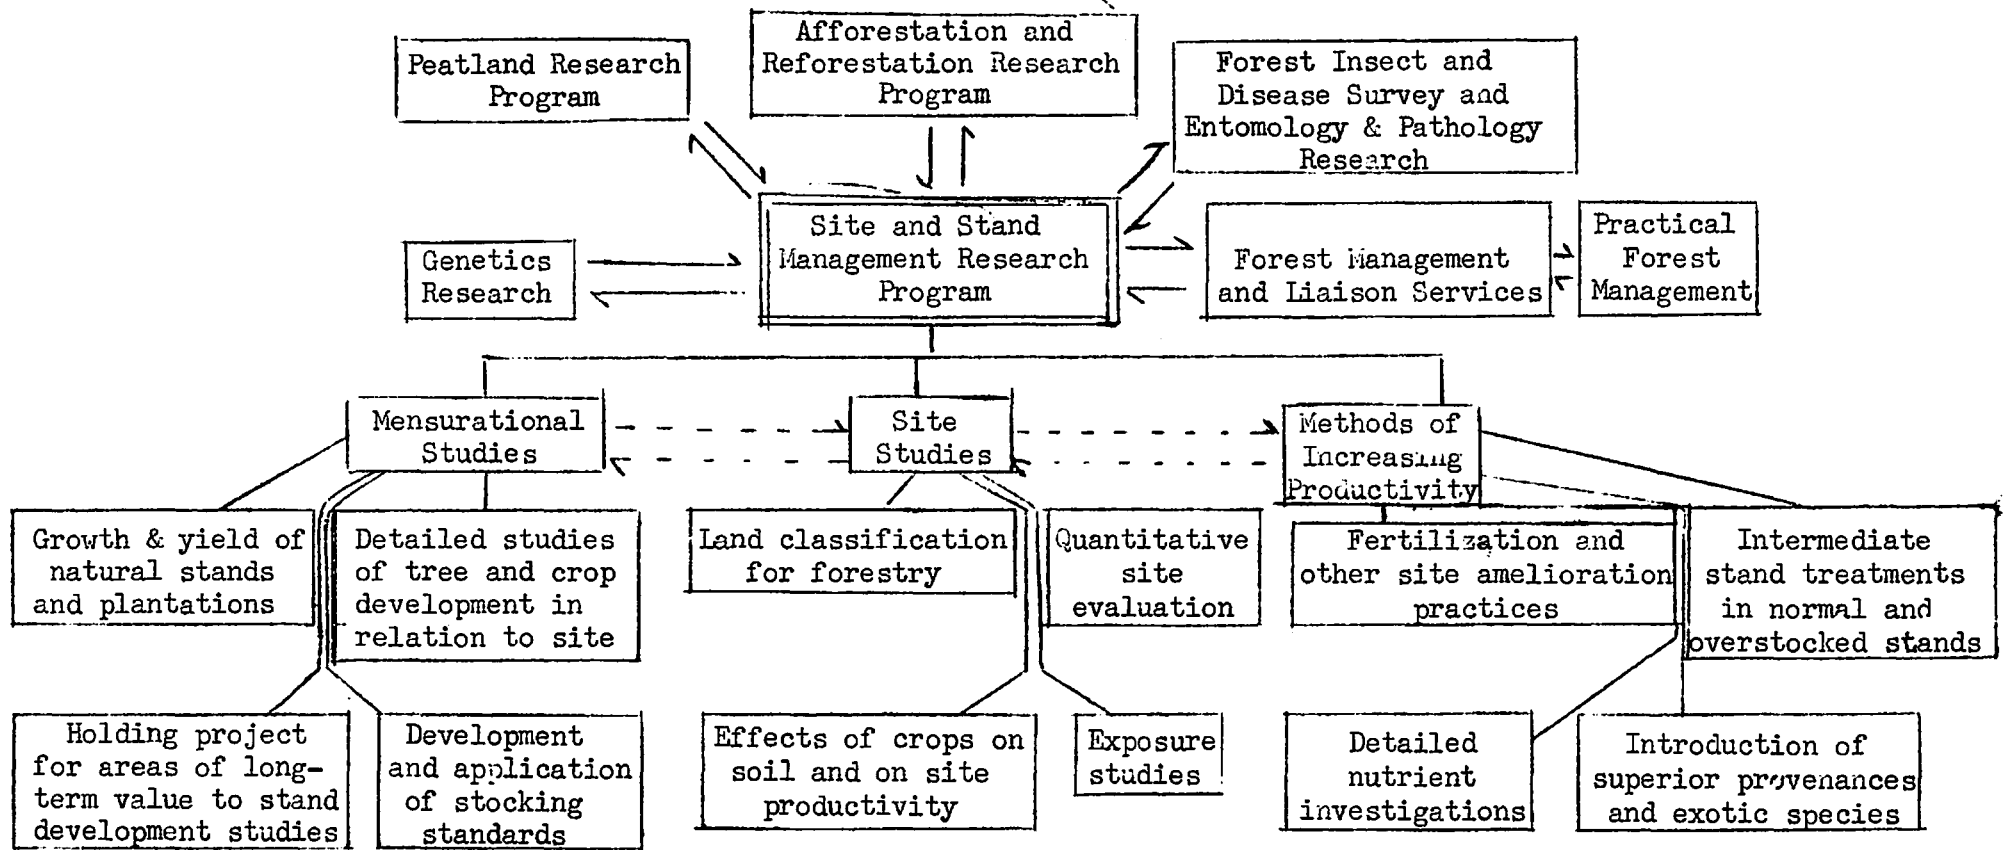 Peatland Research
Program
Afforestation and
Reforestation Research
Program
Forest Insect and
Disease Survey and
Entomology & Pathology
Research
Genetics
Research
Site and Stand
Management Research
Program
Forest Management
and Liaison Services
Practical
Forest
Management
Mensurational
Studies
Site
Studies
Methods of
Increasing
Productivity
Growth & yield of
natural stands
and plantations
Detailed studies
of tree and crop
development in
relation to site
Land classification
for forestry
Quantitative
site
evaluation
Fertilization and
other site amelioration
practices
Intermediate
stand treatments
in normal and
overstocked stands
Holding project
for areas of long-
term value to stand
development studies
Development
and application
of stocking
standards
Effects of crops on
soil and on site
productivity
Exposure
studies
Detailed
nutrient
investigations
Introduction of
superior provenances
and exotic species